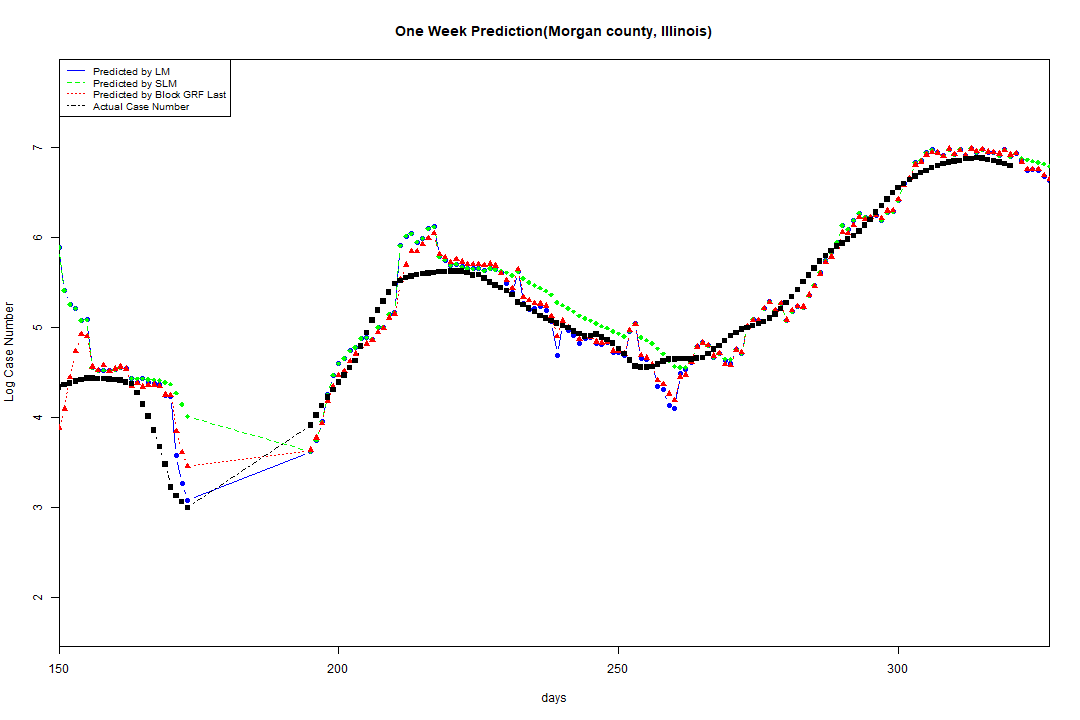 One Week Prediction(Morgan county, Illinois)
Predicted by LM
Predicted by SLM
Predicted by Block GRF Last
Actual Case Number
7
6
5
4
3
2
Log Case Number
150 200 250 300
days